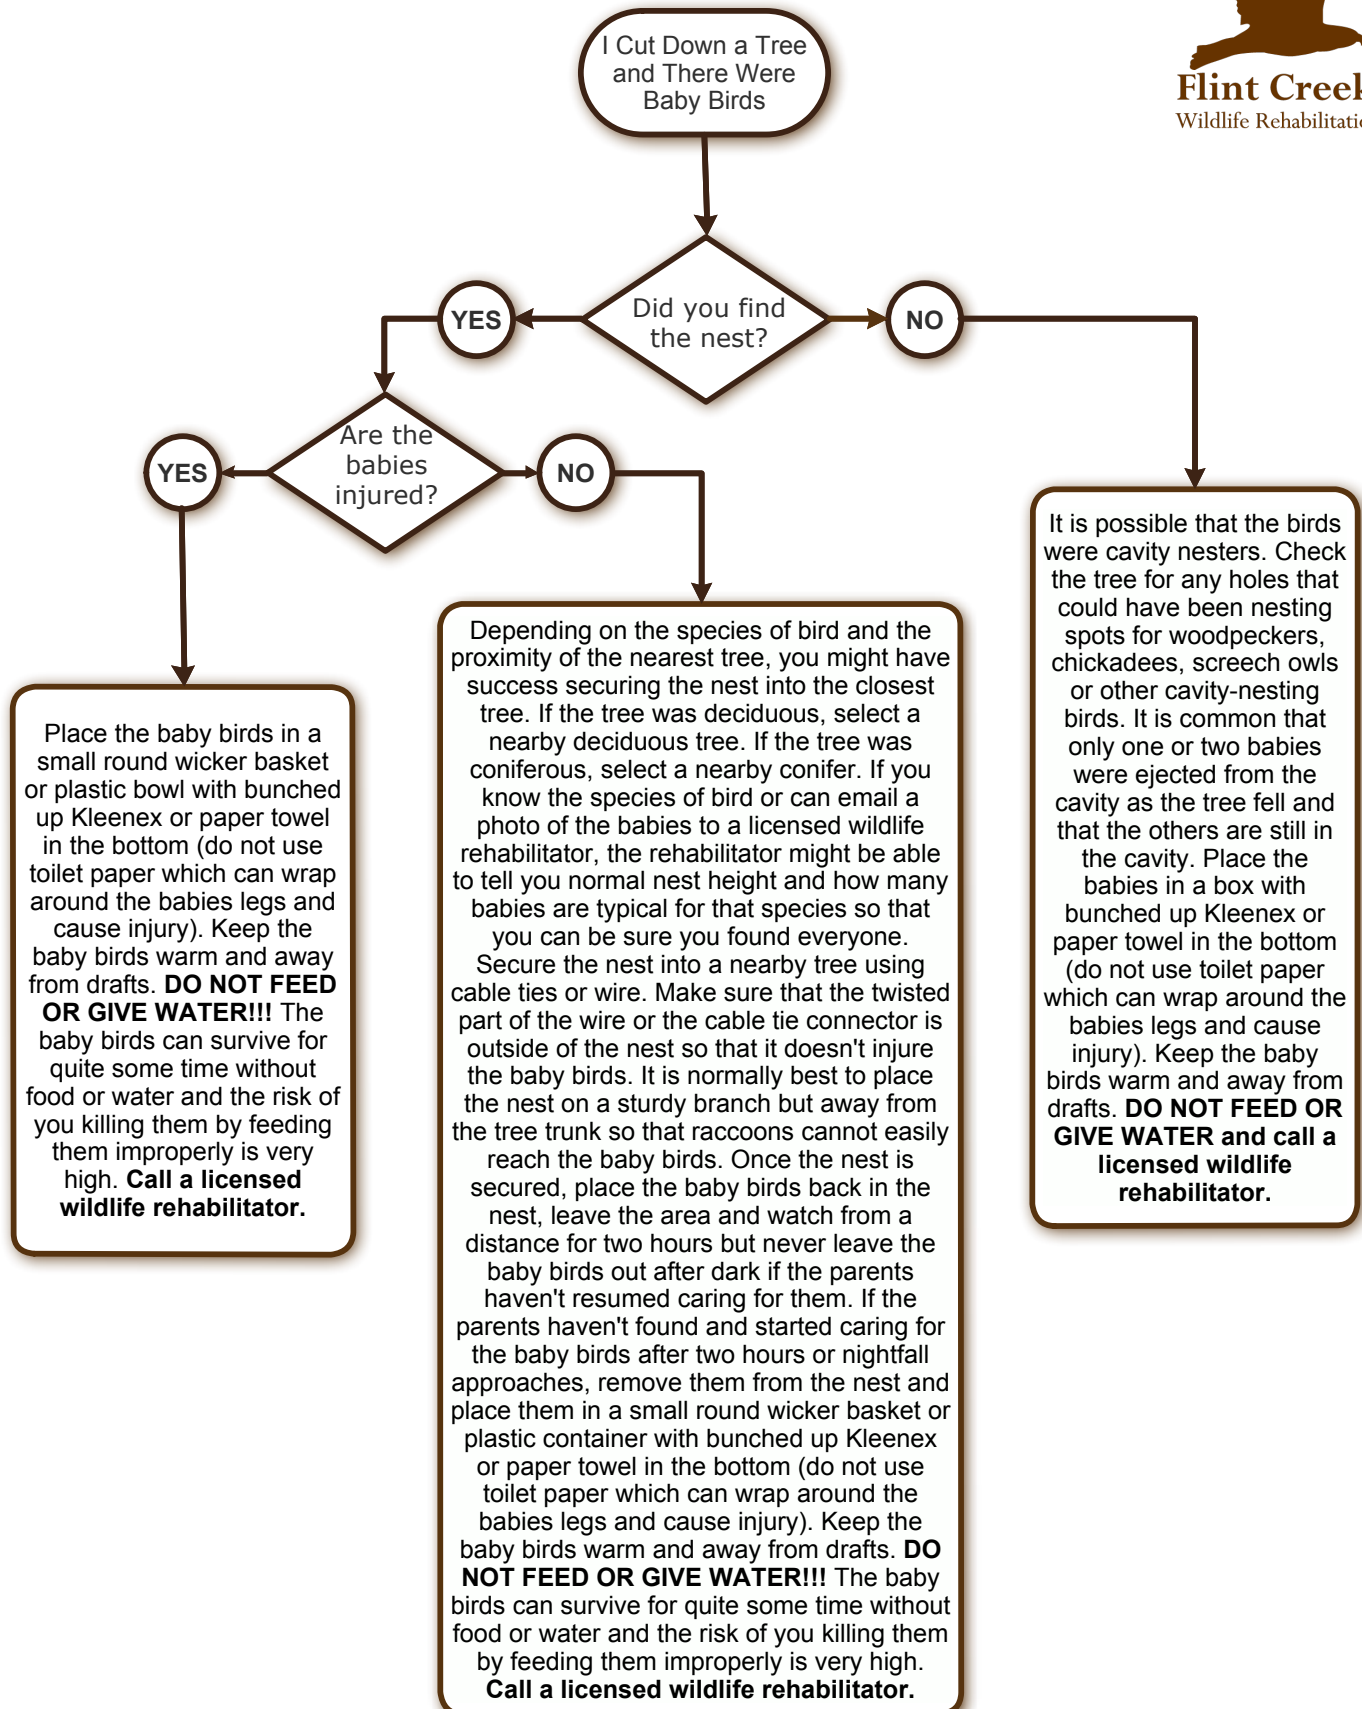 I Cut Down a Tree
and There Were
Baby Birds
Flint Creek
Wildlife Rehabilitation
Did you find
the nest?
YES
NO
Are the
babies
injured?
YES
NO
Place the baby birds in a
small round wicker basket
or plastic bowl with bunched
up Kleenex or paper towel
in the bottom (do not use
toilet paper which can wrap
around the babies legs and
cause injury). Keep the
baby birds warm and away
from drafts. DO NOT FEED
OR GIVE WATER!!! The
baby birds can survive for
quite some time without
food or water and the risk of
you killing them by feeding
them improperly is very
high. Call a licensed
wildlife rehabilitator.
Depending on the species of bird and the
proximity of the nearest tree, you might have
success securing the nest into the closest
tree. If the tree was deciduous, select a
nearby deciduous tree. If the tree was
coniferous, select a nearby conifer. If you
know the species of bird or can email a
photo of the babies to a licensed wildlife
rehabilitator, the rehabilitator might be able
to tell you normal nest height and how many
babies are typical for that species so that
you can be sure you found everyone.
Secure the nest into a nearby tree using
cable ties or wire. Make sure that the twisted
part of the wire or the cable tie connector is
outside of the nest so that it doesn't injure
the baby birds. It is normally best to place
the nest on a sturdy branch but away from
the tree trunk so that raccoons cannot easily
reach the baby birds. Once the nest is
secured, place the baby birds back in the
nest, leave the area and watch from a
distance for two hours but never leave the
baby birds out after dark if the parents
haven't resumed caring for them. If the
parents haven't found and started caring for
the baby birds after two hours or nightfall
approaches, remove them from the nest and
place them in a small round wicker basket or
plastic container with bunched up Kleenex
or paper towel in the bottom (do not use
toilet paper which can wrap around the
babies legs and cause injury). Keep the
baby birds warm and away from drafts. DO
NOT FEED OR GIVE WATER!!! The baby
birds can survive for quite some time without
food or water and the risk of you killing them
by feeding them improperly is very high.
Call a licensed wildlife rehabilitator.
It is possible that the birds
were cavity nesters. Check
the tree for any holes that
could have been nesting
spots for woodpeckers,
chickadees, screech owls
or other cavity-nesting
birds. It is common that
only one or two babies
were ejected from the
cavity as the tree fell and
that the others are still in
the cavity. Place the
babies in a box with
bunched up Kleenex or
paper towel in the bottom
(do not use toilet paper
which can wrap around the
babies legs and cause
injury). Keep the baby
birds warm and away from
drafts. DO NOT FEED OR
GIVE WATER and call a
licensed wildlife
rehabilitator.